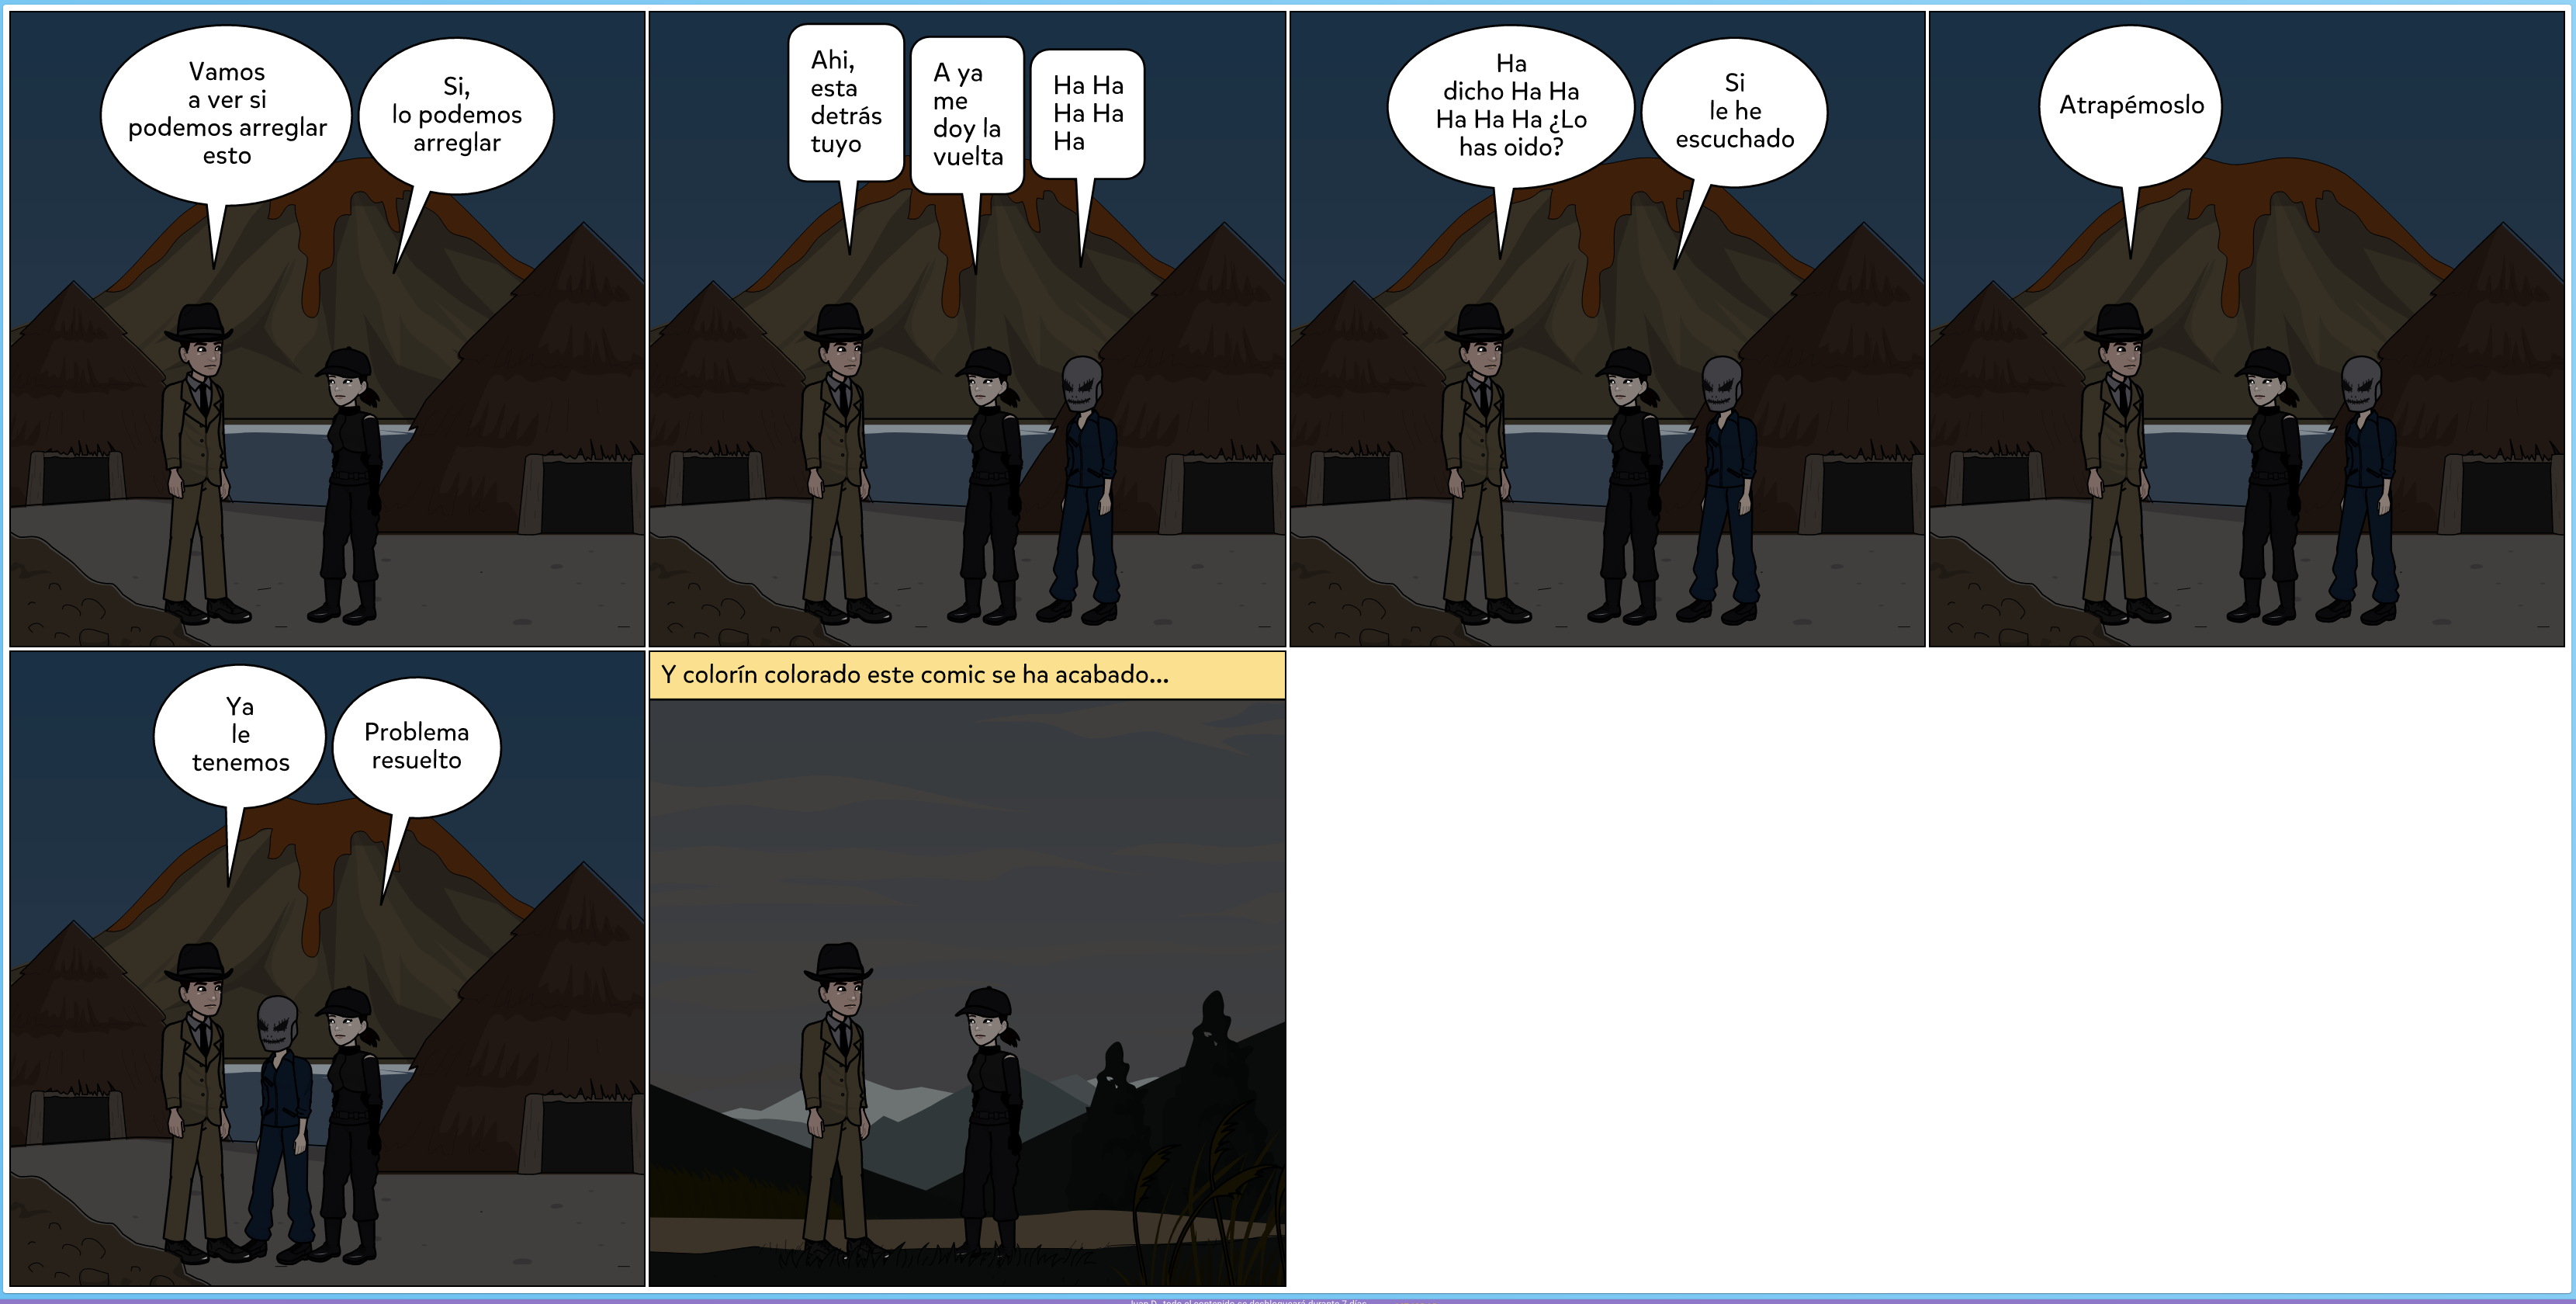 Vamos
a ver si
podemos arreglar
esto
Si,
lo podemos
arreglar
Ahi,
esta
detrás
tuyo
A ya
me
doy la
vuelta
Ha Ha
Ha Ha
Ha
Ha
dicho Ha Ha
Ha Ha Ha ¿Lo
has oido?
Si
le he
escuchado
Atrapémoslo
Ya
le
tenemos
Problema
resuelto
Y colorín colorado este comic se ha acabado...